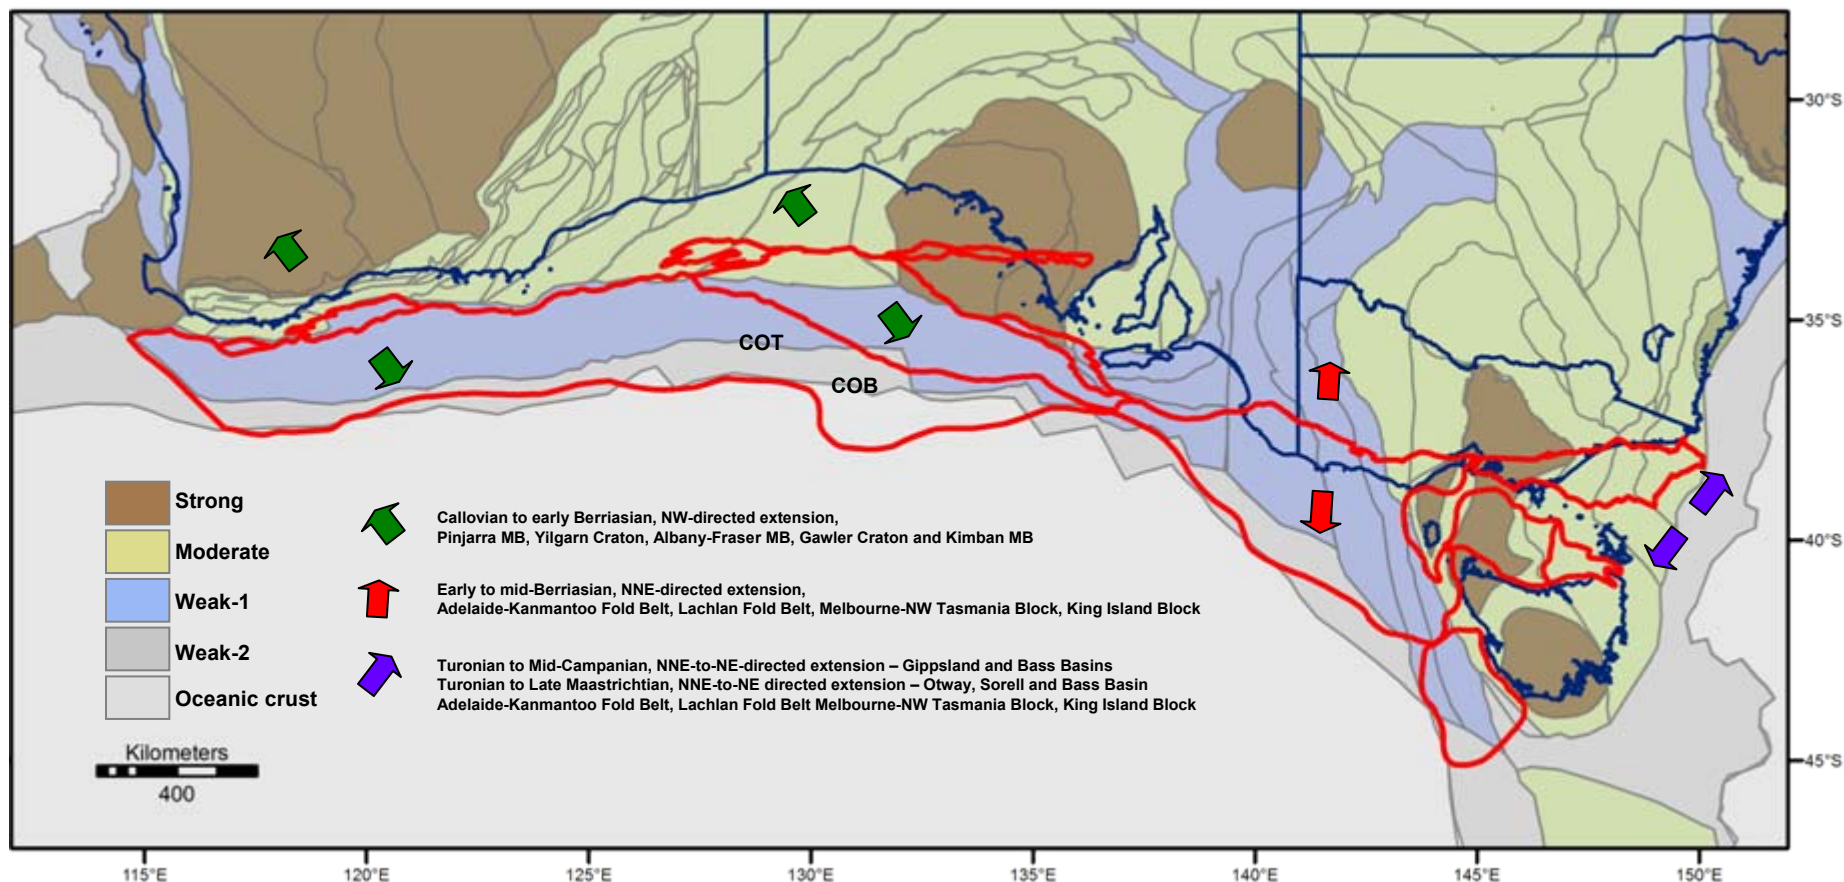 30°S
35°S
COT
COB
Strong
Moderate
Weak-1
Weak-2
Oceanic crust
Callovian to early Berriasian, NW-directed extension,
Pinjarra MB, Yilgarn Craton, Albany-Fraser MB, Gawler Craton and Kimban MB
40°S
Early to mid-Berriasian, NNE-directed extension,
Adelaide-Kanmantoo Fold Belt, Lachlan Fold Belt, Melbourne-NW Tasmania Block, King Island Block
Turonian to Mid-Campanian, NNE-to-NE-directed extension – Gippsland and Bass Basins
Turonian to Late Maastrichtian, NNE-to-NE directed extension – Otway, Sorell and Bass Basin
Adelaide-Kanmantoo Fold Belt, Lachlan Fold Belt Melbourne-NW Tasmania Block, King Island Block
Kilometers
400
45°S
115°E
120°E
125°E
130°E
135°E
140°E
145°E
150°E